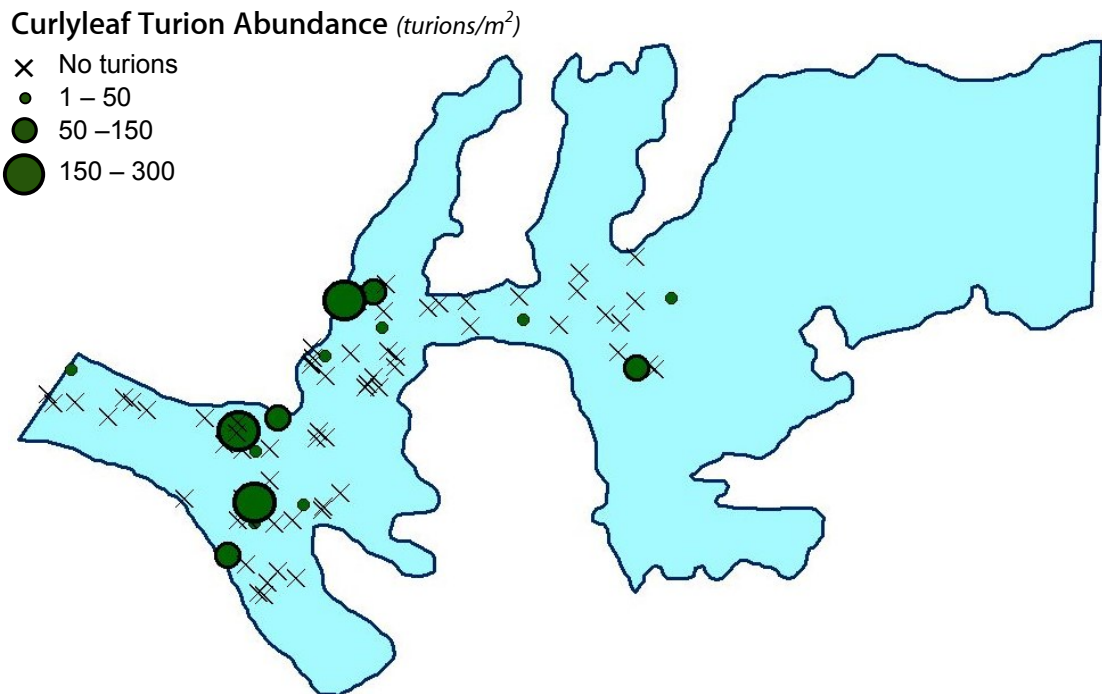 Curlyleaf Turion Abundance (turions/m²)
No turions
1 – 50
50 –150
150 – 300